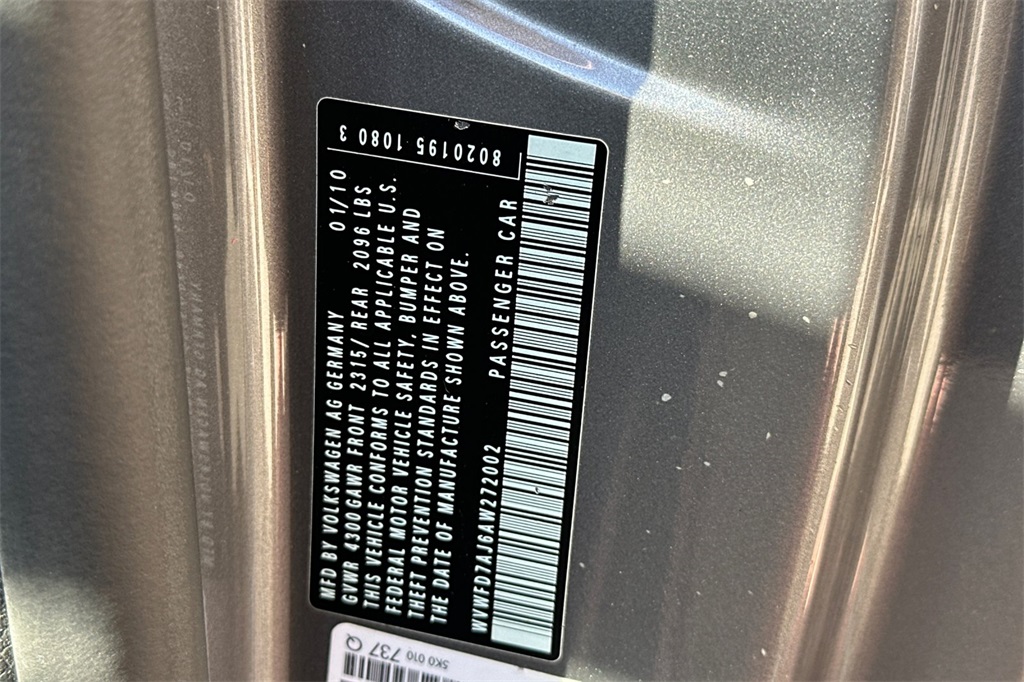 MFD BY VOLKSWAGEN AG GERMANY 01/10
GVWR 4300GAWR FRONT 2315/ REAR 2096 LBS
THIS VEHICLE CONFORMS TO ALL APPLICABLE U.S.
FEDERAL MOTOR VEHICLE SAFETY, BUMPER AND
THEFT PREVENTION STANDARDS IN EFFECT ON
THE DATE OF MANUFACTURE SHOWN ABOVE.
WVWFD7AJ6AW272002 PASSENGER CAR
8020195 1080 3
5K0 010 737 Q